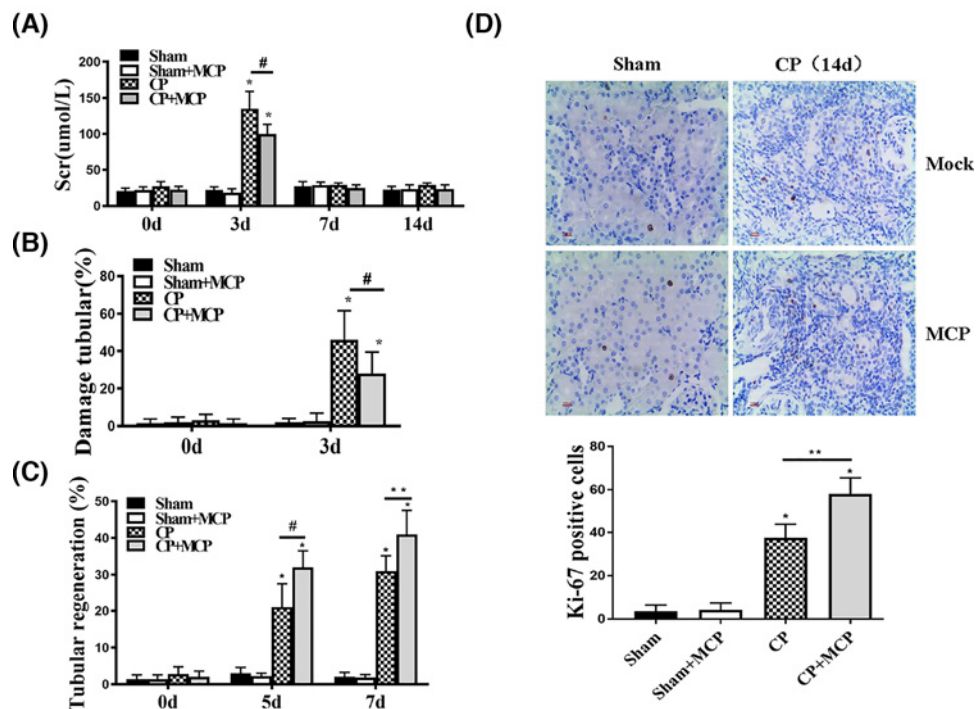 (A)
Sham
Sham+MCP
CP
CP+MCP
Scr(umol/L)
200
150
100
50
0
*
#
*
0d
3d
7d
14d
(B)
Sham
Sham+MCP
CP
CP+MCP
Damage tubular(%)
60
40
20
0
*
#
*
0d
3d
(C)
Sham
Sham+MCP
CP
CP+MCP
Tubular regeneration (%)
50
40
30
20
10
0
*
#
*
*
**
*
0d
5d
7d
(D)
Sham
CP（14d）
Mock
MCP
Ki-67 positive cells
80
60
40
20
0
*
**
*
Sham
Sham+MCP
CP
CP+MCP